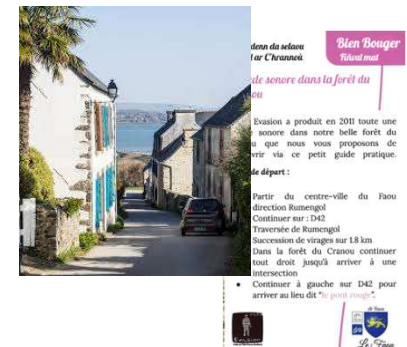 denn da selaou
ar C'hrannoù
Bien Bouger
Fiñval mat
de sonore dans la forêt du
ou
Evasion a produit en 2011 toute une
sonore dans notre belle forêt du
que nous vous proposons de
vrir via ce petit guide pratique.
de départ :
Partir du centre-ville du Faou
direction Rumengol
Continuer sur : D42
Traversée de Rumengol
Succession de virages sur 1.8 km
Dans la forêt du Cranou continuer
tout droit jusqu'à arriver à une
intersection
• Continuer à gauche sur D42 pour
arriver au lieu dit "le pont rouge".
Evasion
Le Faou